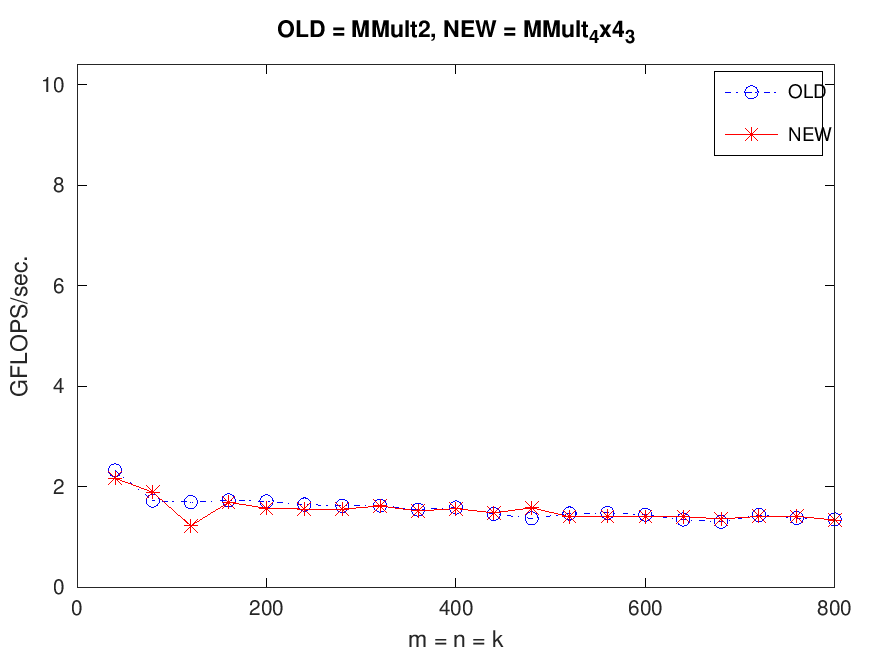 OLD = MMult2, NEW = MMult₄x4₃
10
8
6
4
2
0
GFLOPS/sec.
OLD
NEW
0 200 400 600 800
m = n = k